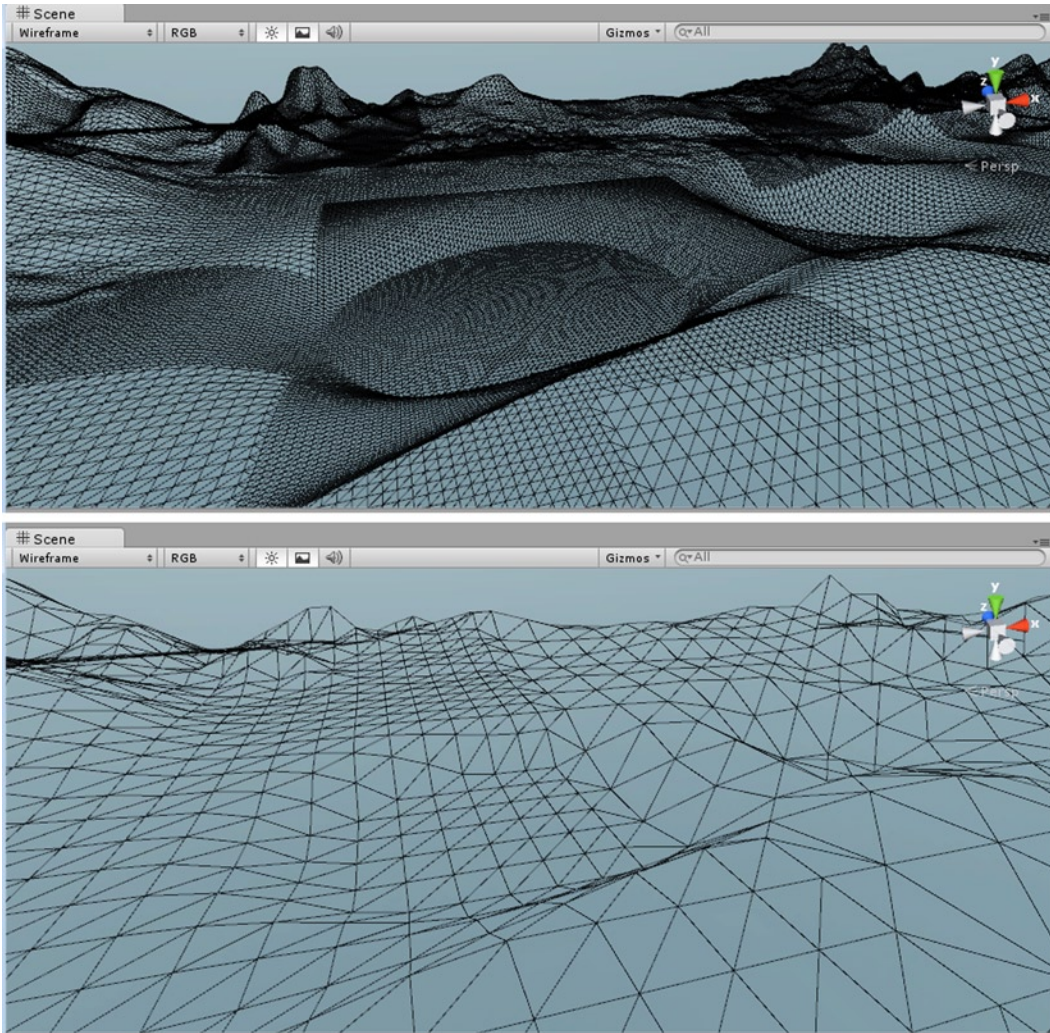 Scene
Wireframe RGB Gizmos All
y
z
x
Persp
Scene
Wireframe RGB Gizmos All
y
z
x
Persp